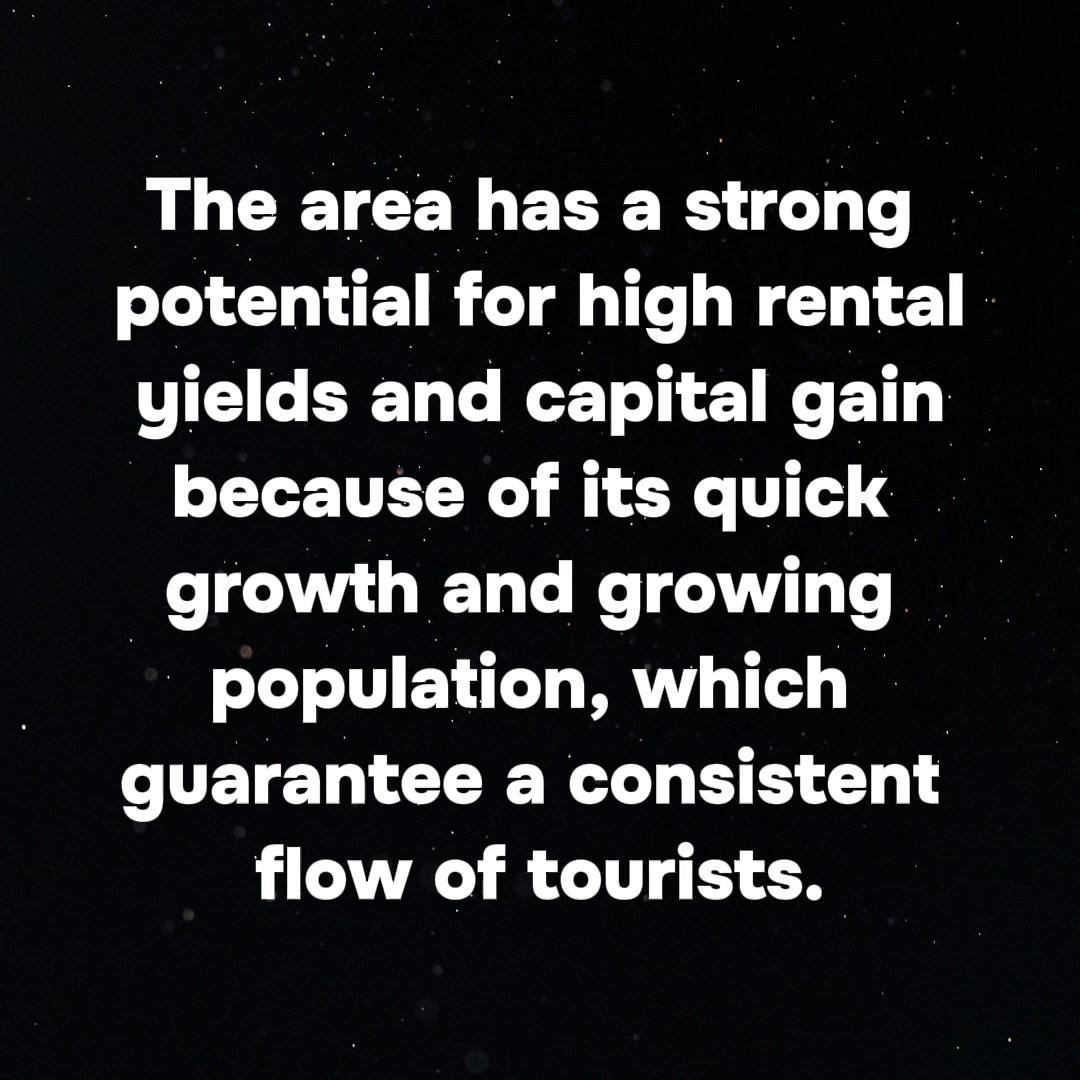 The area has a strong
potential for high rental
yields and capital gain
because of its quick
growth and growing
population, which
guarantee a consistent
flow of tourists.